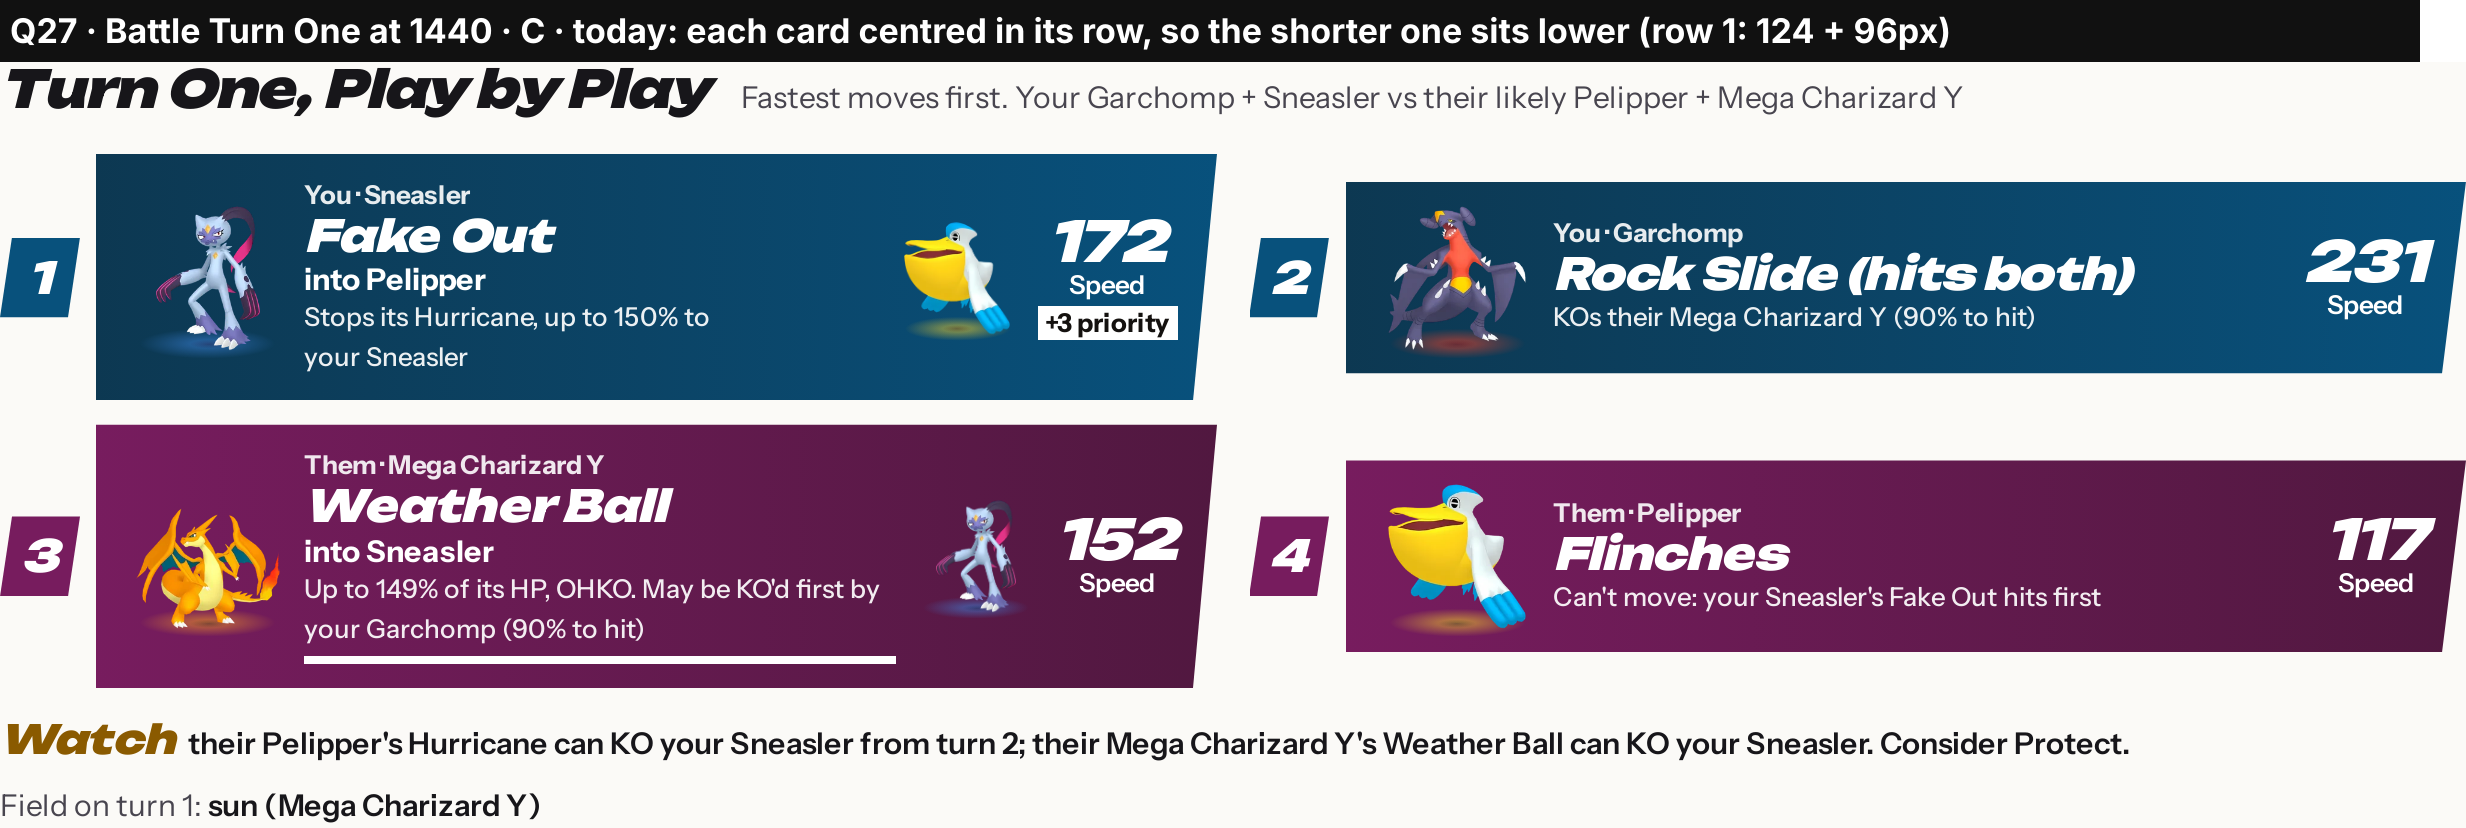 Q27 · Battle Turn One at 1440 · C · today: each card centred in its row, so the shorter one sits lower (row 1: 124 + 96px)
Turn One, Play by Play Fastest moves first. Your Garchomp + Sneasler vs their likely Pelipper + Mega Charizard Y
1
You · Sneasler
Fake Out
into Pelipper
Stops its Hurricane, up to 150% to
your Sneasler
172
Speed
+3 priority
2
You · Garchomp
Rock Slide (hits both)
KOs their Mega Charizard Y (90% to hit)
231
Speed
3
Them · Mega Charizard Y
Weather Ball
into Sneasler
Up to 149% of its HP, OHKO. May be KO'd first by
your Garchomp (90% to hit)
152
Speed
4
Them · Pelipper
Flinches
Can't move: your Sneasler's Fake Out hits first
117
Speed
Watch their Pelipper's Hurricane can KO your Sneasler from turn 2; their Mega Charizard Y's Weather Ball can KO your Sneasler. Consider Protect.
Field on turn 1: sun (Mega Charizard Y)